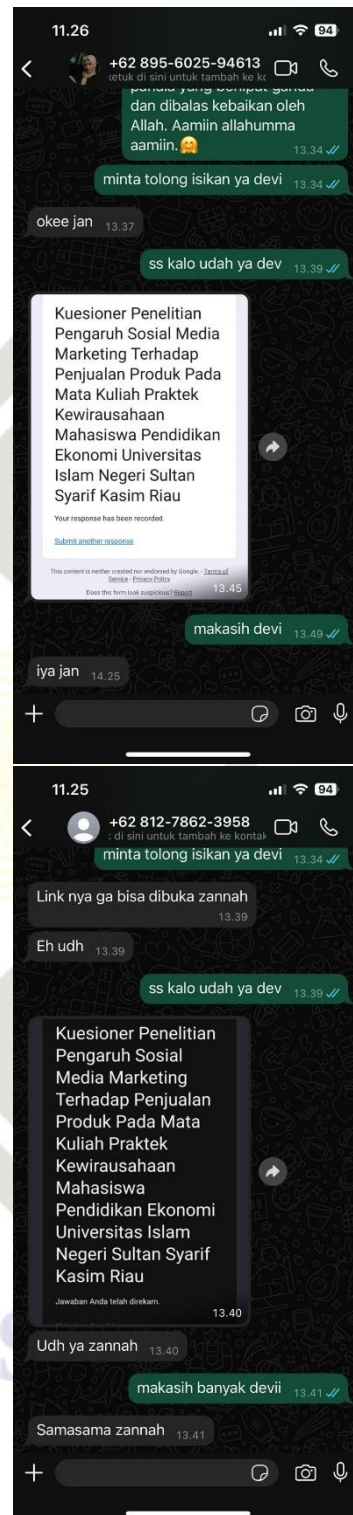 11.26
94
+62 895-6025-94613
ketuk di sini untuk tambah ke
dan dibalas kebaikan oleh
Allah. Aamiin allahumma
aamiin.🤗
13.34
minta tolong isikan ya devi 13.34
okee jan 13.37
ss kalo udah ya dev 13.39
Kuesioner Penelitian
Pengaruh Sosial Media
Marketing Terhadap
Penjualan Produk Pada
Mata Kuliah Praktek
Kewirausahaan
Mahasiswa Pendidikan
Ekonomi Universitas
Islam Negeri Sultan
Syarif Kasim Riau
Your response has been recorded.
Submit another response
This content is neither created nor endorsed by Google. - Terms of
Service - Privacy Policy
Does this form look suspicious? Report
13.45
makasih devi 13.49
iya jan 14.25
11.25
94
+62 812-7862-3958
: di sini untuk tambah ke kontak
minta tolong isikan ya devi 13.34
Link nya ga bisa dibuka zannah
13.39
Eh udh 13.39
ss kalo udah ya dev 13.39
Kuesioner Penelitian
Pengaruh Sosial
Media Marketing
Terhadap Penjualan
Produk Pada Mata
Kuliah Praktek
Kewirausahaan
Mahasiswa
Pendidikan Ekonomi
Universitas Islam
Negeri Sultan Syarif
Kasim Riau
Jawaban Anda telah direkam.
13.40
Udh ya zannah 13.40
makasih banyak devii 13.41
Samasama zannah 13.41